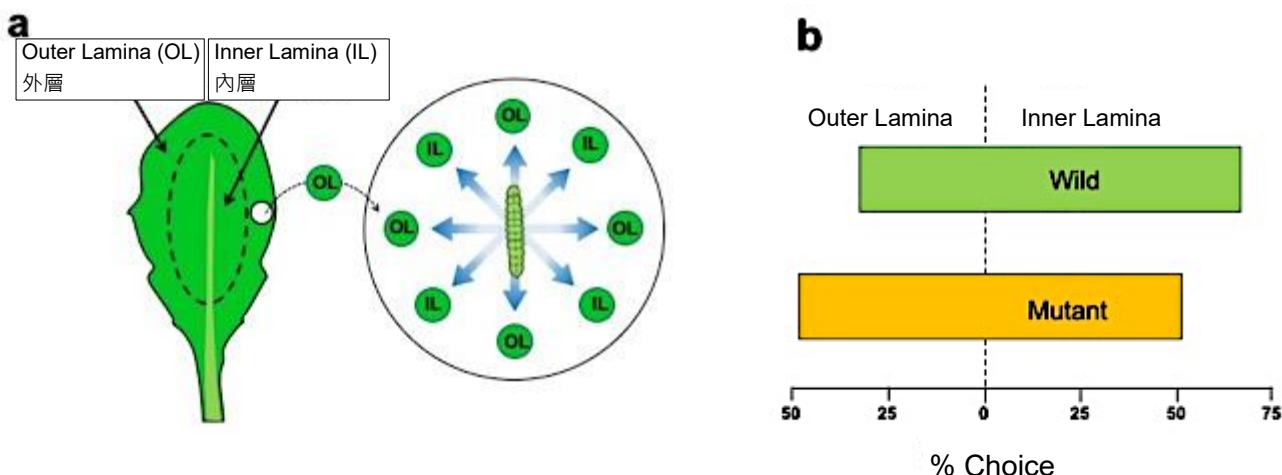 a
Outer Lamina (OL)
外層
Inner Lamina (IL)
內層
OL
OL
IL
IL
OL
OL
IL
IL
OL
b
Outer Lamina
Inner Lamina
Wild
Mutant
50 25 0 25 50 75
% Choice